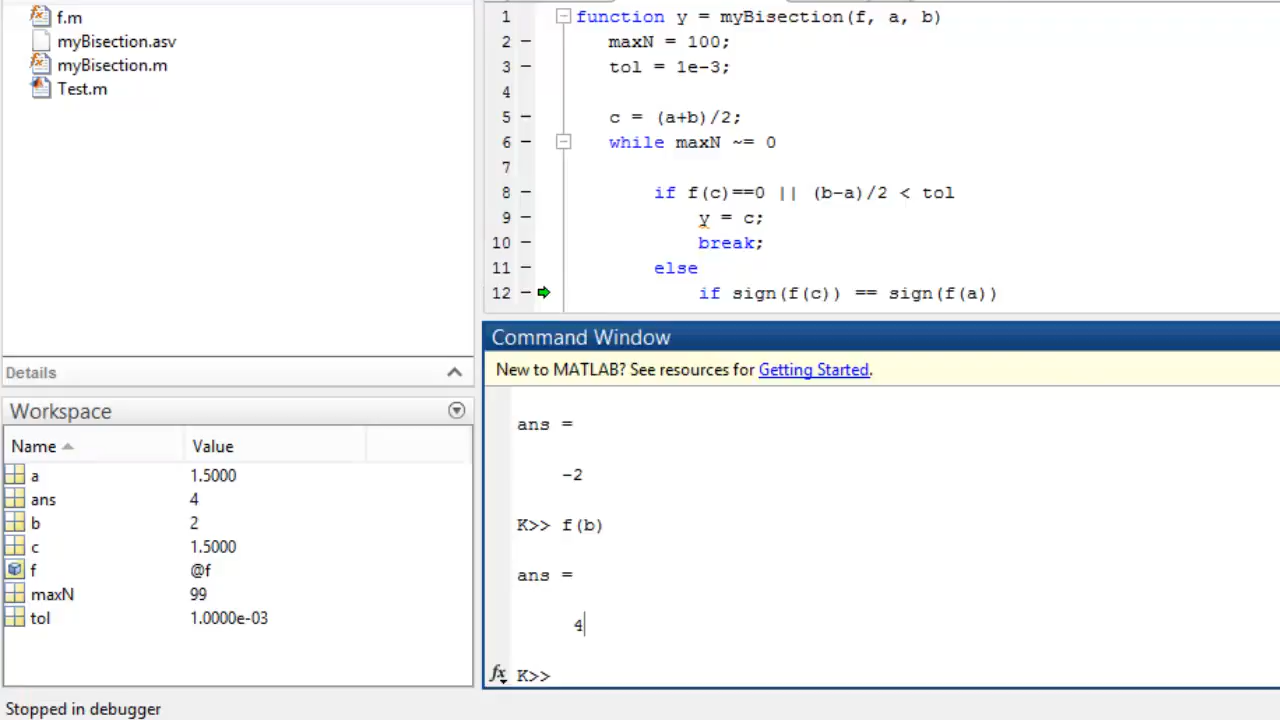 f.m
myBisection.asv
myBisection.m
Test.m
Details
Workspace
Name Value
a 1.5000
ans 4
b 2
c 1.5000
f @f
maxN 99
tol 1.0000e-03
Stopped in debugger
1 function y = myBisection(f, a, b)
2 maxN = 100;
3 tol = 1e-3;
4
5 c = (a+b)/2;
6 while maxN ~= 0
7
8 if f(c)==0 || (b-a)/2 < tol
9 y = c;
10 break;
11 else
12 if sign(f(c)) == sign(f(a))
Command Window
New to MATLAB? See resources for Getting Started.
ans =
-2
K>> f(b)
ans =
4
fx K>>